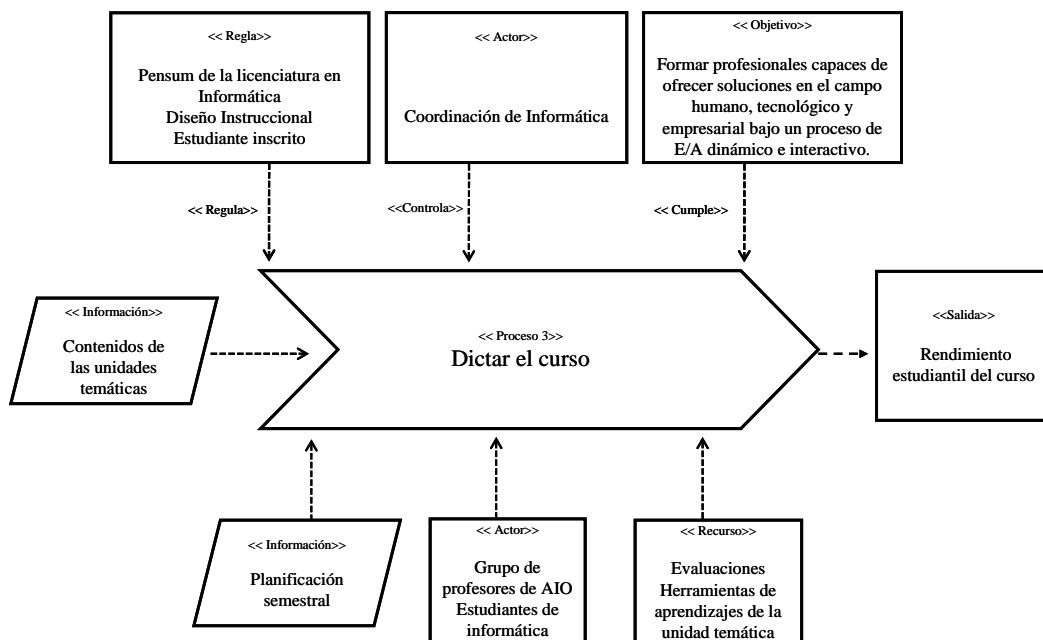 << Regla>>
Pensum de la licenciatura en
Informática
Diseño Instruccional
Estudiante inscrito
<< Actor>>
Coordinación de Informática
<< Objetivo>>
Formar profesionales capaces de
ofrecer soluciones en el campo
humano, tecnológico y
empresarial bajo un proceso de
E/A dinámico e interactivo.
<< Regula>>
<<Controla>>
<< Cumple>>
<< Información>>
Contenidos de
las unidades
temáticas
<< Proceso 3>>
Dictar el curso
<<Salida>>
Rendimiento
estudiantil del curso
<< Información>>
Planificación
semestral
<< Actor>>
Grupo de
profesores de AIO
Estudiantes de
informática
<< Recurso>>
Evaluaciones
Herramientas de
aprendizajes de la
unidad temática